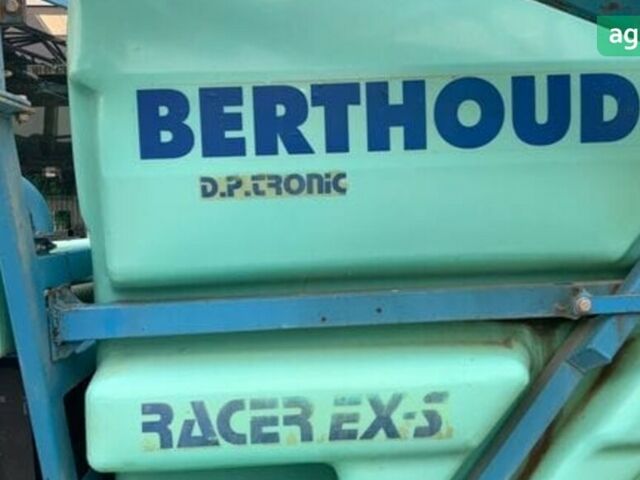 ag
BERTHOUD
D.P.TRONIC
RACER EX-S